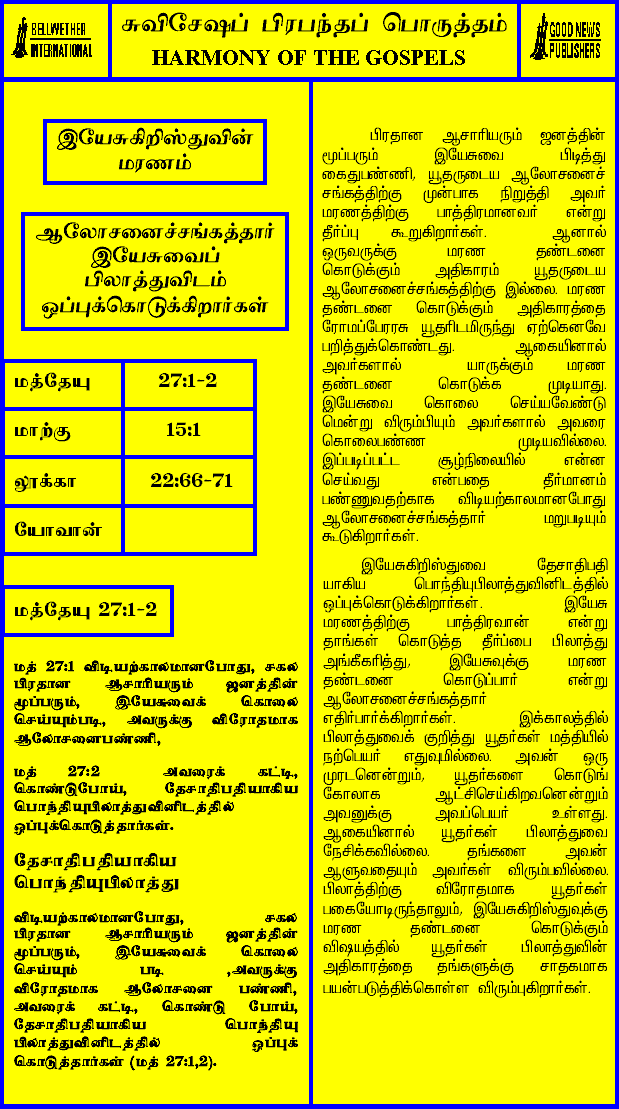 BELLWETHER
INTERNATIONAL
சுவிசேஷப் பிரபந்தப் பொருத்தம்
HARMONY OF THE GOSPELS
GOOD NEWS
PUBLISHERS
இயேசுகிறிஸ்துவின்
மரணம்
ஆலோசனைச்சங்கத்தார்
இயேசுவைப்
பிலாத்துவிடம்
ஒப்புக்கொடுக்கிறார்கள்
மத்தேயு 27:1-2
மாற்கு 15:1
லூக்கா 22:66-71
யோவான்
மத்தேயு 27:1-2
மத் 27:1 விடியற்காலமானபோது, சகல
பிரதான ஆசாரியரும் ஜனத்தின்
மூப்பரும், இயேசுவைக் கொலை
செய்யும்படி, அவருக்கு விரோதமாக
ஆலோசனைபண்ணி,
மத் 27:2 அவரைக் கட்டி,
கொண்டுபோய், தேசாதிபதியாகிய
பொந்தியுபிலாத்துவினிடத்தில்
ஒப்புக்கொடுத்தார்கள்.
தேசாதிபதியாகிய
பொந்தியுபிலாத்து
விடியற்காலமானபோது, சகல
பிரதான ஆசாரியரும் ஜனத்தின்
மூப்பரும், இயேசுவைக் கொலை
செய்யும் படி ,அவருக்கு
விரோதமாக ஆலோசனை பண்ணி,
அவரைக் கட்டி, கொண்டு போய்,
தேசாதிபதியாகிய பொந்தியு
பிலாத்துவினிடத்தில் ஒப்புக்
கொடுத்தார்கள் (மத் 27:1,2).
பிரதான ஆசாரியரும் ஜனத்தின்
மூப்பரும் இயேசுவை பிடித்து
கைதுபண்ணி, யூதருடைய ஆலோசனைச்
சங்கத்திற்கு முன்பாக நிறுத்தி அவர்
மரணத்திற்கு பாத்திரமானவர் என்று
தீர்ப்பு கூறுகிறார்கள். ஆனால்
ஒருவருக்கு மரண தண்டனை
கொடுக்கும் அதிகாரம் யூதருடைய
ஆலோசனைச்சங்கத்திற்கு இல்லை. மரண
தண்டனை கொடுக்கும் அதிகாரத்தை
ரோமப்பேரரசு யூதரிடமிருந்து ஏற்கெனவே
பறித்துக்கொண்டது. ஆகையினால்
அவர்களால் யாருக்கும் மரண
தண்டனை கொடுக்க முடியாது.
இயேசுவை கொலை செய்யவேண்டு
மென்று விரும்பியும் அவர்களால் அவரை
கொலைபண்ண முடியவில்லை.
இப்படிப்பட்ட சூழ்நிலையில் என்ன
செய்வது என்பதை தீர்மானம்
பண்ணுவதற்காக விடியற்காலமானபோது
ஆலோசனைச்சங்கத்தார் மறுபடியும்
கூடுகிறார்கள்.
இயேசுகிறிஸ்துவை தேசாதிபதி
யாகிய பொந்தியுபிலாத்துவினிடத்தில்
ஒப்புக்கொடுக்கிறார்கள். இயேசு
மரணத்திற்கு பாத்திரவான் என்று
தாங்கள் கொடுத்த தீர்ப்பை பிலாத்து
அங்கீகரித்து, இயேசுவுக்கு மரண
தண்டனை கொடுப்பார் என்று
ஆலோசனைச்சங்கத்தார்
எதிர்பார்க்கிறார்கள். இக்காலத்தில்
பிலாத்துவைக் குறித்து யூதர்கள் மத்தியில்
நற்பெயர் எதுவுமில்லை. அவன் ஒரு
முரடனென்றும், யூதர்களை கொடுங்
கோலாக ஆட்சிசெய்கிறவனென்றும்
அவனுக்கு அவப்பெயர் உள்ளது.
ஆகையினால் யூதர்கள் பிலாத்துவை
நேசிக்கவில்லை. தங்களை அவன்
ஆளுவதையும் அவர்கள் விரும்பவில்லை.
பிலாத்திற்கு விரோதமாக யூதர்கள்
பகையோடிருந்தாலும், இயேசுகிறிஸ்துவுக்கு
மரண தண்டனை கொடுக்கும்
விஷயத்தில் யூதர்கள் பிலாத்துவின்
அதிகாரத்தை தங்களுக்கு சாதகமாக
பயன்படுத்திக்கொள்ள விரும்புகிறார்கள்.